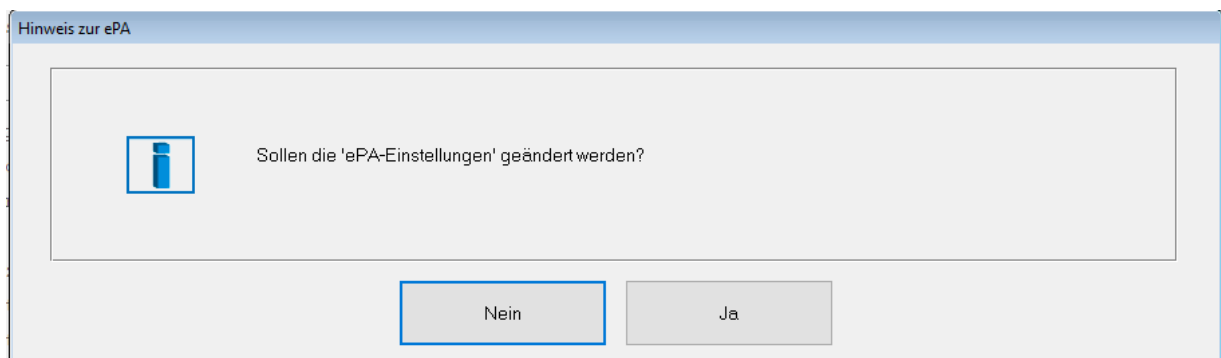 Hinweis zur ePA
Sollen die 'ePA-Einstellungen' geändert werden?
Nein
Ja